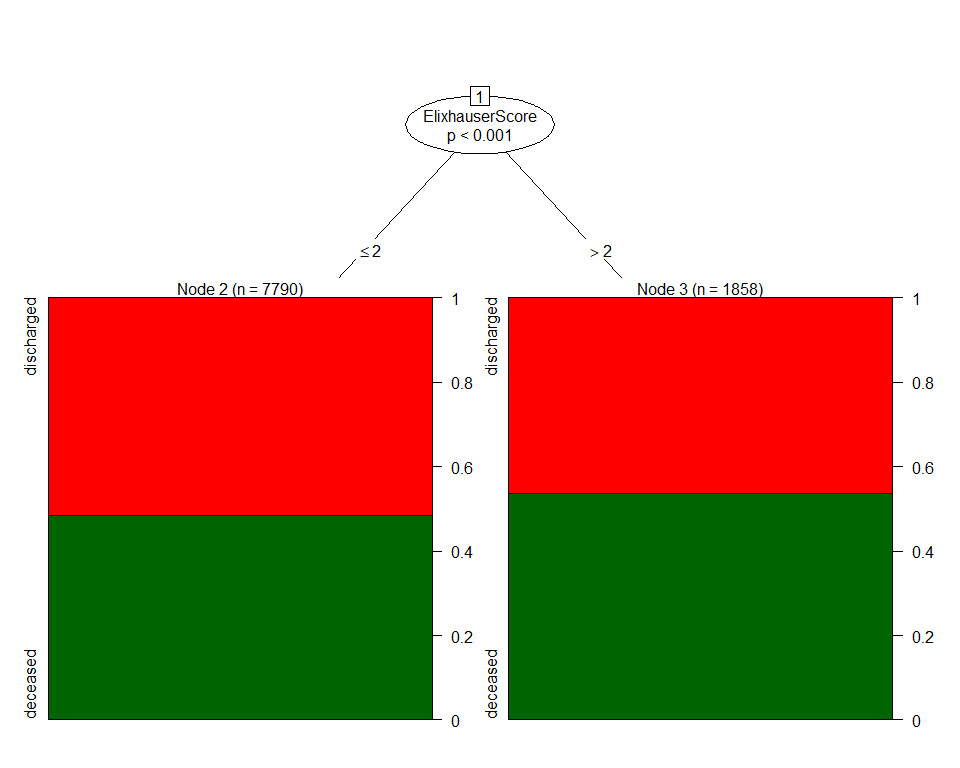 1
ElixhauserScore
p < 0.001
≤ 2
> 2
Node 2 (n = 7790)
discharged
deceased
1
0.8
0.6
0.4
0.2
0
Node 3 (n = 1858)
discharged
deceased
1
0.8
0.6
0.4
0.2
0